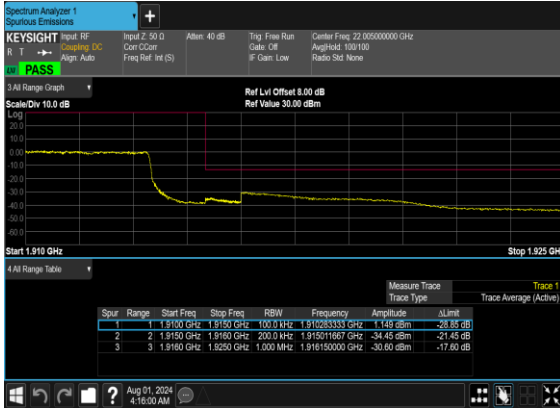 Spectrum Analyzer 1
Spurious Emissions
+
KEYSIGHT Input: RF Input Z: 50 Ω Atten: 40 dB Trig: Free Run Center Freq: 22.005000000 GHz
R T Coupling: DC Corr CCorr Gate: Off Avg|Hold: 100/100
Align: Auto Freq Ref: Int (S) IF Gain: Low Radio Std: None
PASS
3 All Range Graph Ref Lvl Offset 8.00 dB
Scale/Div 10.0 dB Ref Value 30.00 dBm
Log
20.0
10.0
0.00
-10.0
-20.0
-30.0
-40.0
-50.0
-60.0
Start 1.910 GHz Stop 1.925 GH
4 All Range Table
Measure Trace Trace 1
Trace Type Trace Average (Active)
Spur Range Start Freq Stop Freq RBW Frequency Amplitude ΔLimit
1 1 1.9100 GHz 1.9150 GHz 100.0 kHz 1.910283333 GHz 1.149 dBm -28.85 dB
2 2 1.9150 GHz 1.9160 GHz 200.0 kHz 1.915011667 GHz -34.45 dBm -21.45 dB
3 3 1.9160 GHz 1.9250 GHz 1.000 MHz 1.916150000 GHz -30.60 dBm -17.60 dB
? Aug 01, 2024
4:16:00 AM